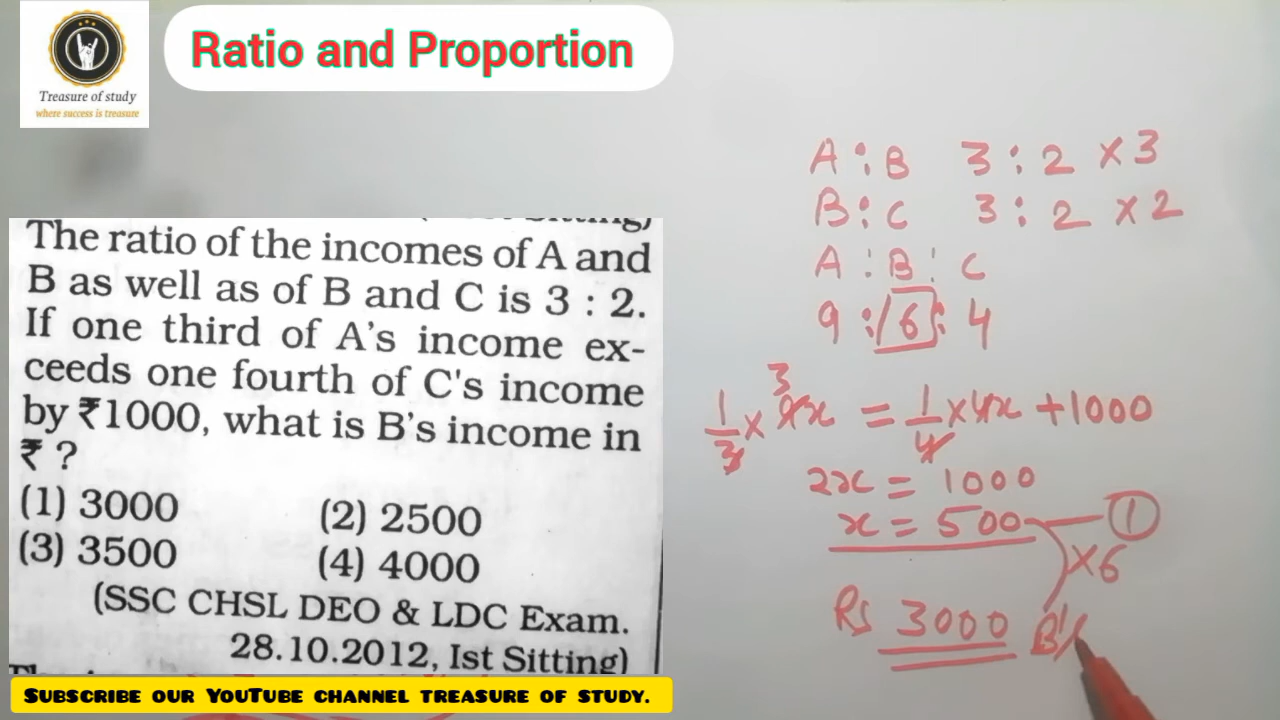 Treasure of study
where success is treasure
Ratio and Proportion
Sitting)
The ratio of the incomes of A and
B as well as of B and C is 3 : 2.
If one third of A's income ex-
ceeds one fourth of C's income
by ₹1000, what is B's income in
₹ ?
(1) 3000 (2) 2500
(3) 3500 (4) 4000
(SSC CHSL DEO & LDC Exam.
28.10.2012, Ist Sitting)
A : B 3 : 2 × 3
B : C 3 : 2 × 2
A : B : C
9 : 6 : 4
1/3 × 9x = 1/4 × 4x + 1000
3
2x = 1000
x = 500 ①
×6
Rs 3000 B's
SUBSCRIBE OUR YOUTUBE CHANNEL TREASURE OF STUDY.